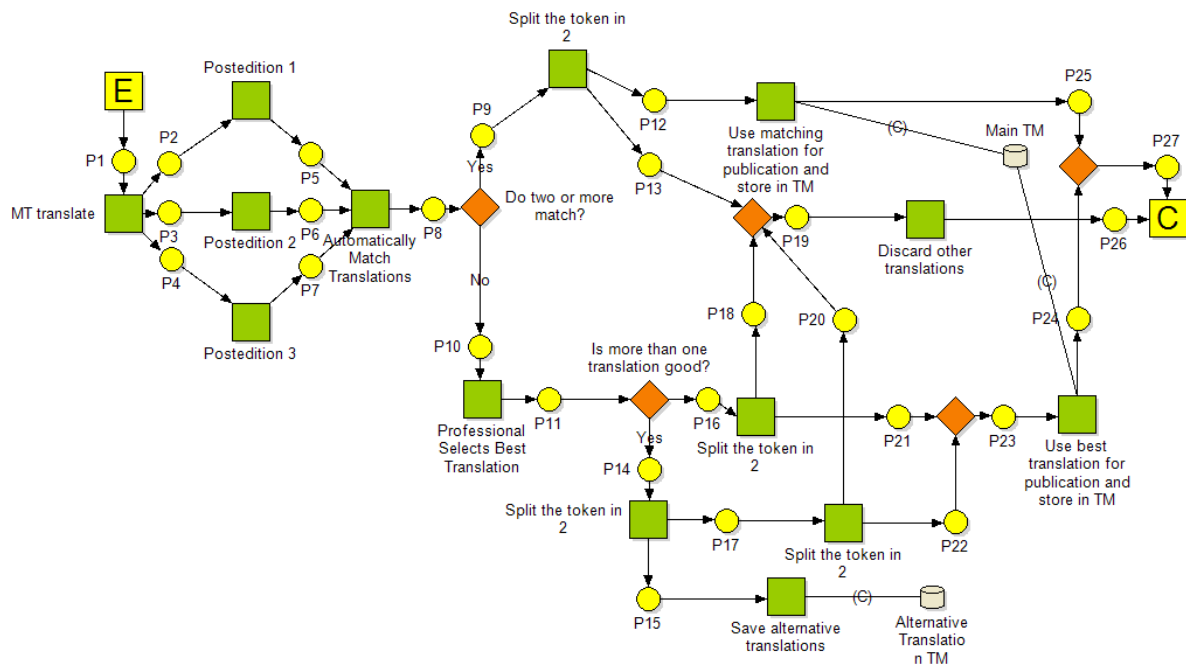 Split the token in
2
Postedition 1
E
P9
P25
P2
P12
(C)
Main TM
P27
P1
P5
Yes
P13
Use matching
translation for
publication and
store in TM
MT translate
P3
Postedition 2
P6
P8
Do two or more
match?
C
Automatically
Match
Translations
P19
P26
P4
P7
Discard other
translations
No
(C)
P18
P20
P24
Postedition 3
P10
Is more than one
translation good?
P11
P16
P21
P23
Professional
Selects Best
Translation
Yes
Split the token in
2
Use best
translation for
publication and
store in TM
P14
Split the token in
2
P17
P22
Split the token in
2
P15
(C)
Save alternative
translations
Alternative
Translatio
n TM